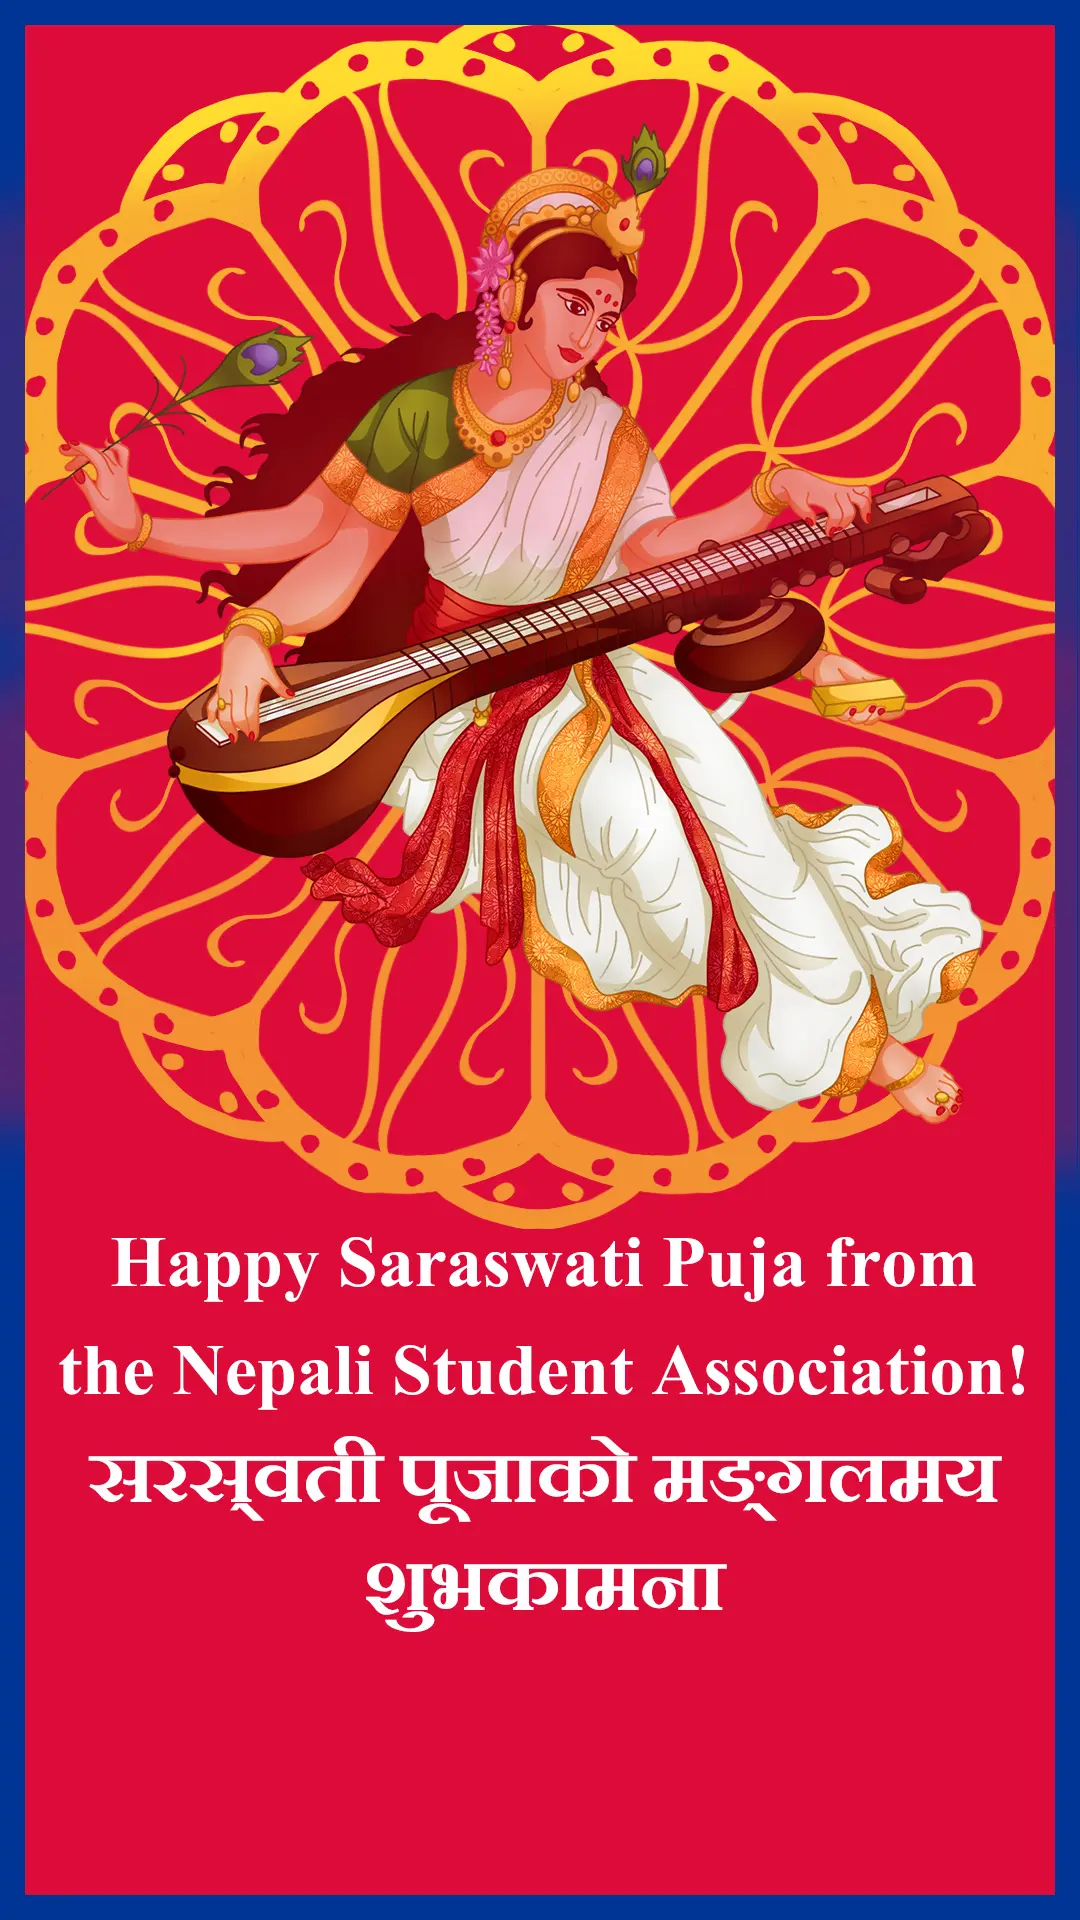 Happy Saraswati Puja from
the Nepali Student Association!
सरस्‌वती पूजाको मङ्‌गलमय
शुभकामना